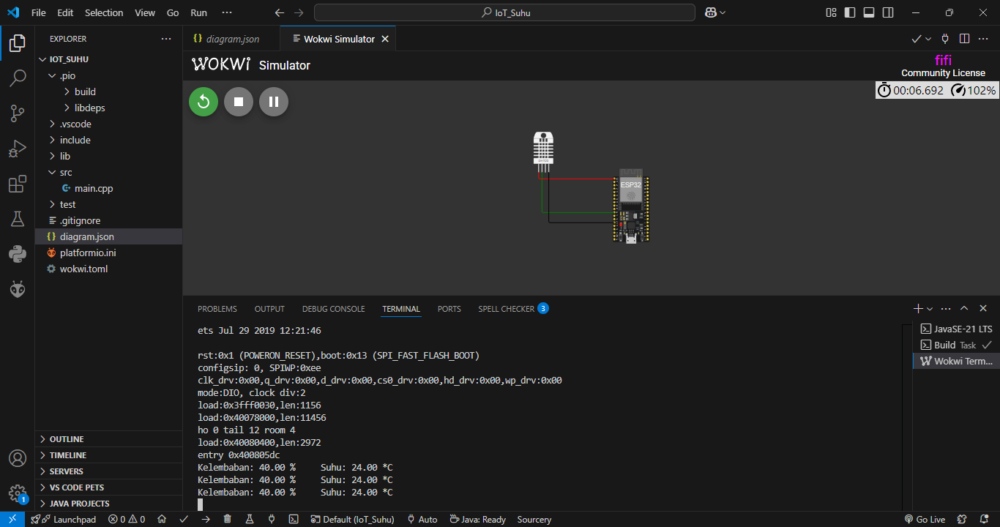 File Edit Selection View Go Run ···
IoT_Suhu
EXPLORER
IOT_SUHU
.pio
build
libdeps
.vscode
include
lib
src
main.cpp
test
.gitignore
diagram.json
platformio.ini
wokwi.toml
OUTLINE
TIMELINE
SERVERS
VS CODE PETS
JAVA PROJECTS
1
diagram.json
Wokwi Simulator
WOKWi Simulator
fifi
Community License
00:06.692 102%
ESP32
PROBLEMS OUTPUT DEBUG CONSOLE TERMINAL PORTS SPELL CHECKER 3
ets Jul 29 2019 12:21:46
rst:0x1 (POWERON_RESET),boot:0x13 (SPI_FAST_FLASH_BOOT)
configsip: 0, SPIWP:0xee
clk_drv:0x00,q_drv:0x00,d_drv:0x00,cs0_drv:0x00,hd_drv:0x00,wp_drv:0x00
mode:DIO, clock div:2
load:0x3fff0030,len:1156
load:0x40078000,len:11456
ho 0 tail 12 room 4
load:0x40080400,len:2972
entry 0x400805dc
Kelembaban: 40.00 % Suhu: 24.00 *C
Kelembaban: 40.00 % Suhu: 24.00 *C
Kelembaban: 40.00 % Suhu: 24.00 *C
JavaSE-21 LTS
Build Task
Wokwi Term...
Launchpad 0 0 Default (IoT_Suhu) Auto Java: Ready Sourcery Go Live